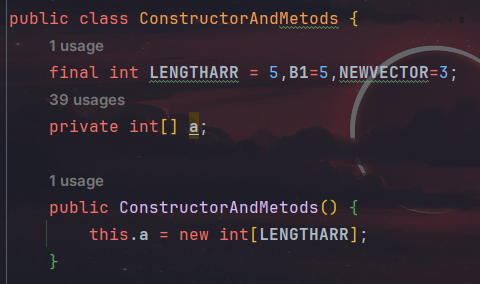 public class ConstructorAndMetods {
1 usage
final int LENGTHARR = 5,B1=5,NEWVECTOR=3;
39 usages
private int[] a;
1 usage
public ConstructorAndMetods() {
this.a = new int[LENGTHARR];
}